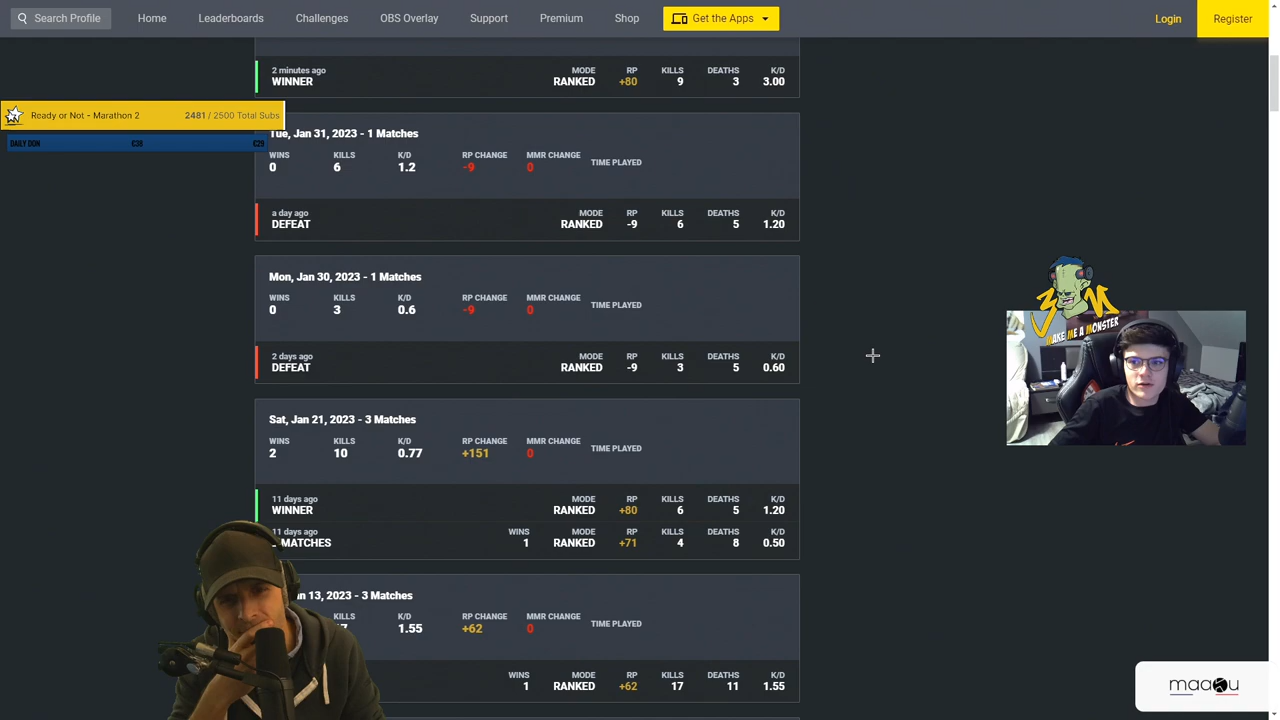 Search Profile Home Leaderboards Challenges OBS Overlay Support Premium Shop Get the Apps Login Register
2 minutes ago MODE RP KILLS DEATHS K/D
WINNER RANKED +80 9 3 3.00
Ready or Not - Marathon 2 2481 / 2500 Total Subs
DAILY DON C38 C29
Tue, Jan 31, 2023 - 1 Matches
WINS KILLS K/D RP CHANGE MMR CHANGE TIME PLAYED
0 6 1.2 -9 0
a day ago MODE RP KILLS DEATHS K/D
DEFEAT RANKED -9 6 5 1.20
Mon, Jan 30, 2023 - 1 Matches
WINS KILLS K/D RP CHANGE MMR CHANGE TIME PLAYED
0 3 0.6 -9 0
2 days ago MODE RP KILLS DEATHS K/D
DEFEAT RANKED -9 3 5 0.60
MAKE ME A MONSTER
Sat, Jan 21, 2023 - 3 Matches
WINS KILLS K/D RP CHANGE MMR CHANGE TIME PLAYED
2 10 0.77 +151 0
11 days ago MODE RP KILLS DEATHS K/D
WINNER RANKED +80 6 5 1.20
11 days ago WINS MODE RP KILLS DEATHS K/D
MATCHES 1 RANKED +71 4 8 0.50
13, 2023 - 3 Matches
KILLS K/D RP CHANGE MMR CHANGE TIME PLAYED
7 1.55 +62 0
WINS MODE RP KILLS DEATHS K/D
1 RANKED +62 17 11 1.55